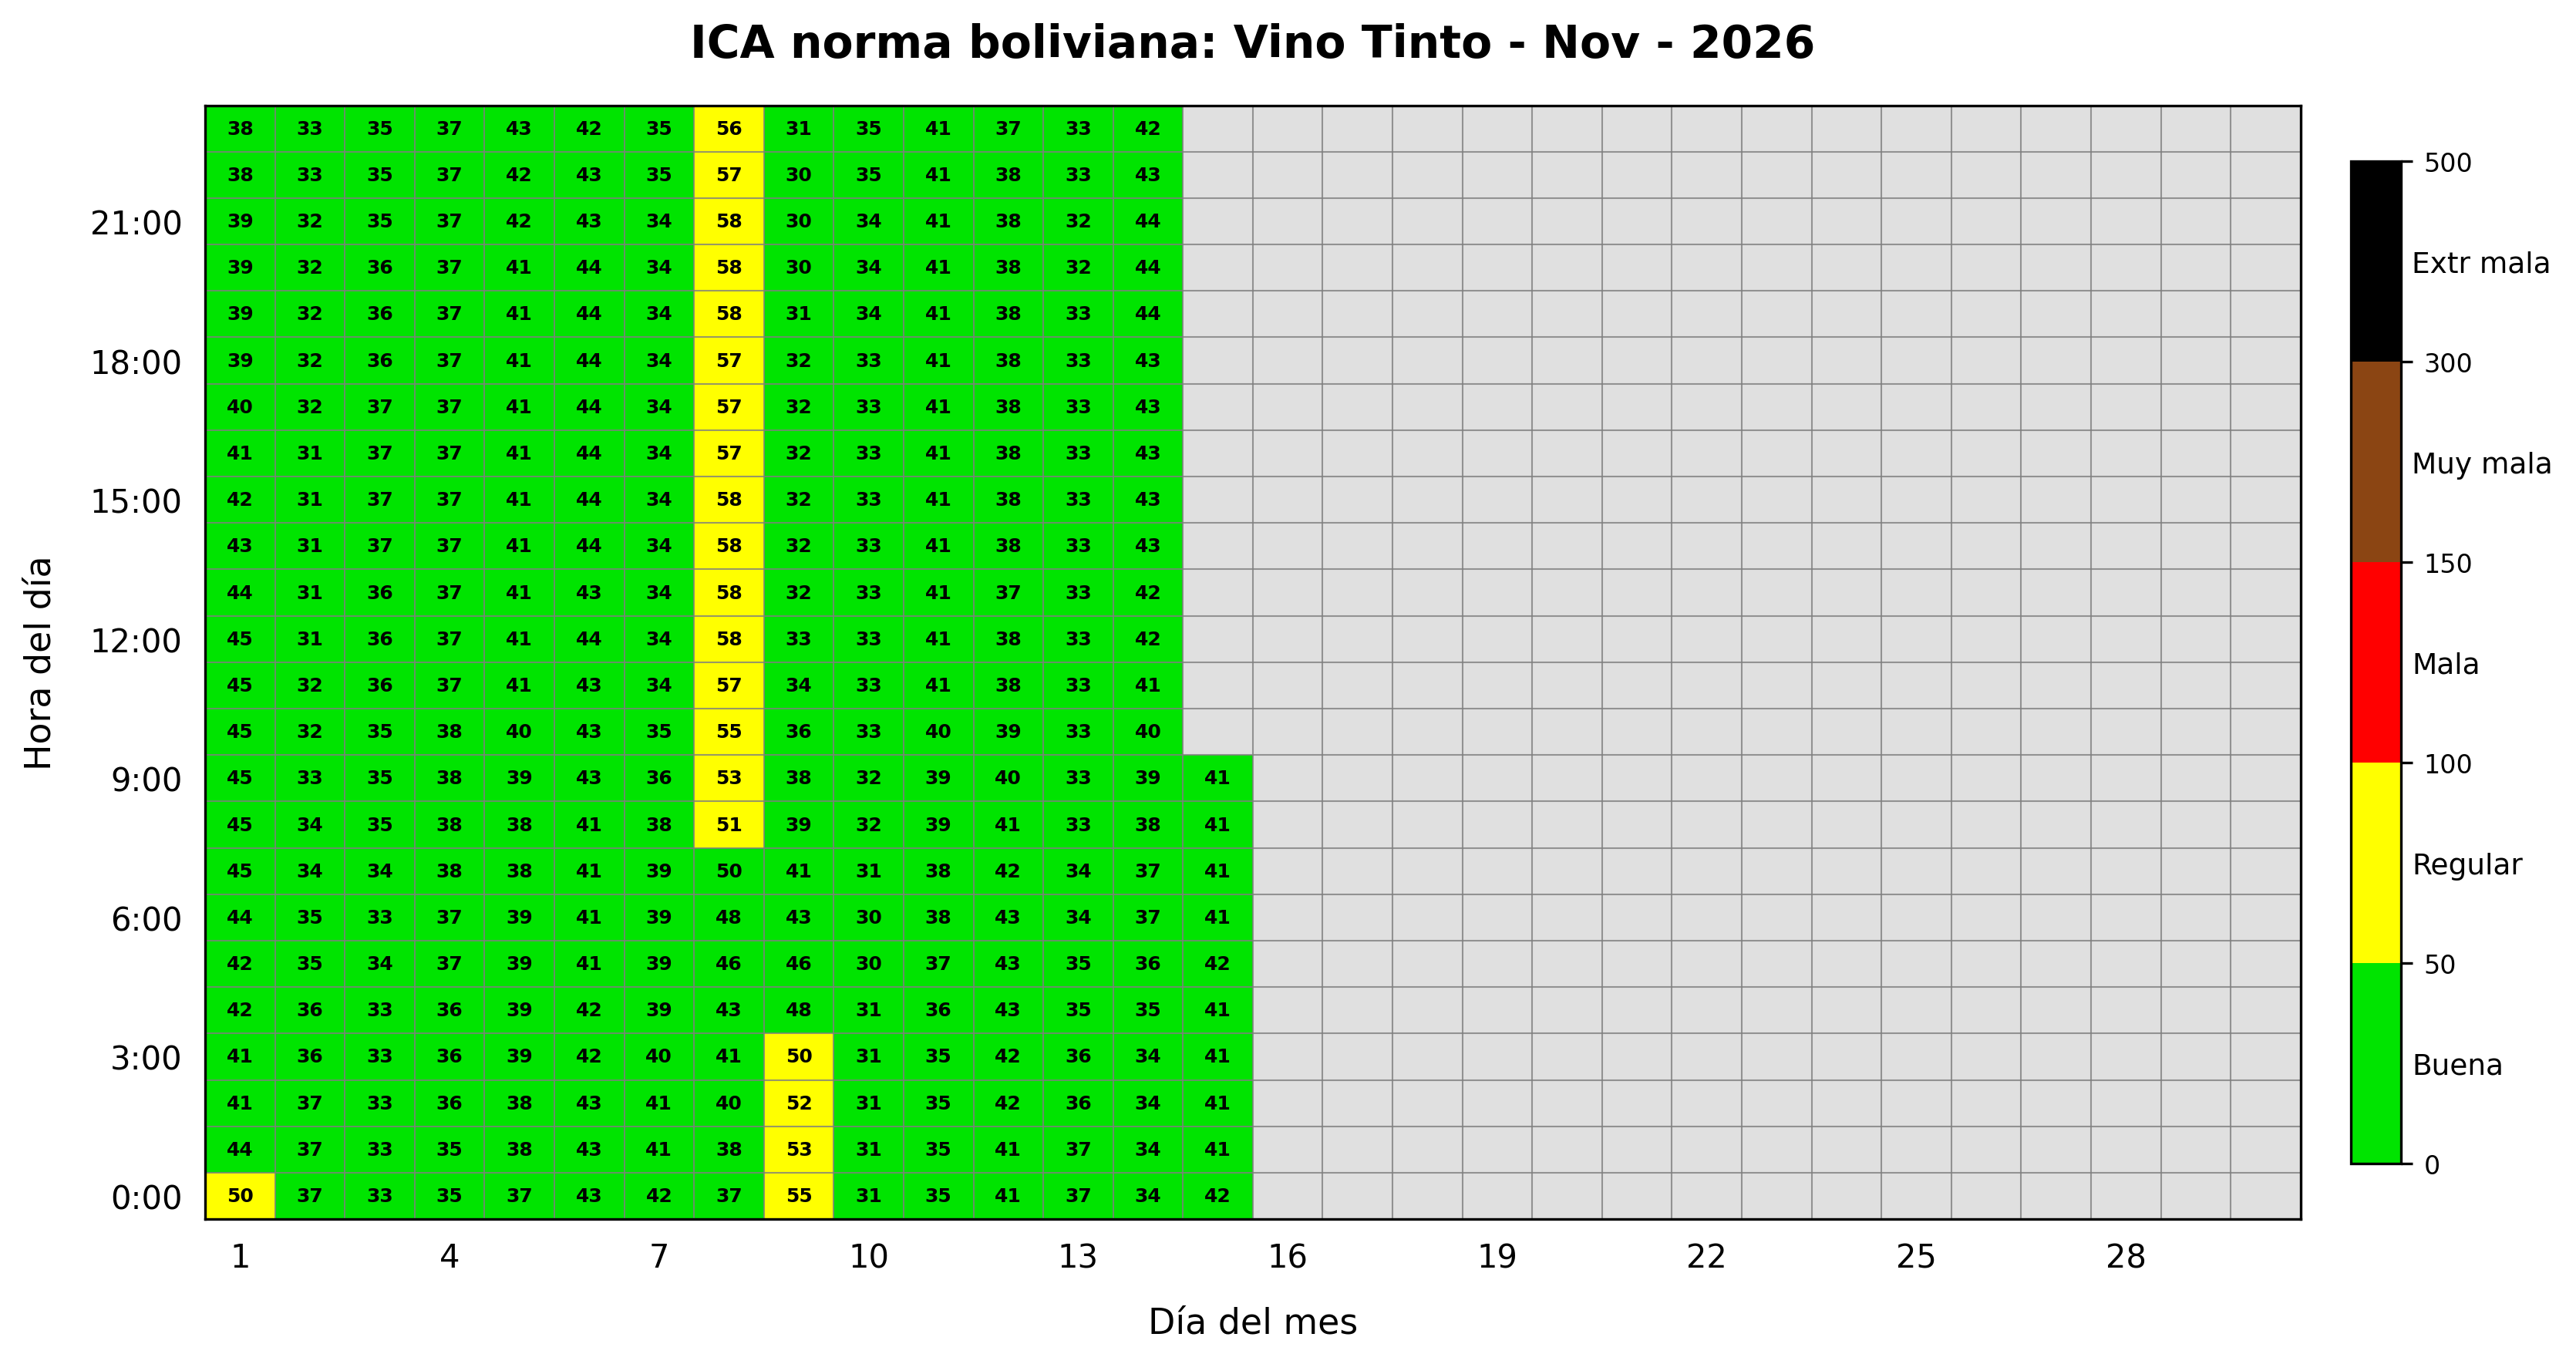 ICA norma boliviana: Vino Tinto - Nov - 2026
38 33 35 37 43 42 35 56 31 35 41 37 33 42
38 33 35 37 42 43 35 57 30 35 41 38 33 43
21:00 39 32 35 37 42 43 34 58 30 34 41 38 32 44
39 32 36 37 41 44 34 58 30 34 41 38 32 44
39 32 36 37 41 44 34 58 31 34 41 38 33 44
18:00 39 32 36 37 41 44 34 57 32 33 41 38 33 43
40 32 37 37 41 44 34 57 32 33 41 38 33 43
41 31 37 37 41 44 34 57 32 33 41 38 33 43
15:00 42 31 37 37 41 44 34 58 32 33 41 38 33 43
43 31 37 37 41 44 34 58 32 33 41 38 33 43
44 31 36 37 41 43 34 58 32 33 41 37 33 42
12:00 45 31 36 37 41 44 34 58 33 33 41 38 33 42
45 32 36 37 41 43 34 57 34 33 41 38 33 41
45 32 35 38 40 43 35 55 36 33 40 39 33 40
9:00 45 33 35 38 39 43 36 53 38 32 39 40 33 39 41
45 34 35 38 38 41 38 51 39 32 39 41 33 38 41
45 34 34 38 38 41 39 50 41 31 38 42 34 37 41
6:00 44 35 33 37 39 41 39 48 43 30 38 43 34 37 41
42 35 34 37 39 41 39 46 46 30 37 43 35 36 42
42 36 33 36 39 42 39 43 48 31 36 43 35 35 41
3:00 41 36 33 36 39 42 40 41 50 31 35 42 36 34 41
41 37 33 36 38 43 41 40 52 31 35 42 36 34 41
44 37 33 35 38 43 41 38 53 31 35 41 37 34 41
0:00 50 37 33 35 37 43 42 37 55 31 35 41 37 34 42
1 4 7 10 13 16 19 22 25 28
Día del mes
Hora del día
500
Extr mala
300
Muy mala
150
Mala
100
Regular
50
Buena
0